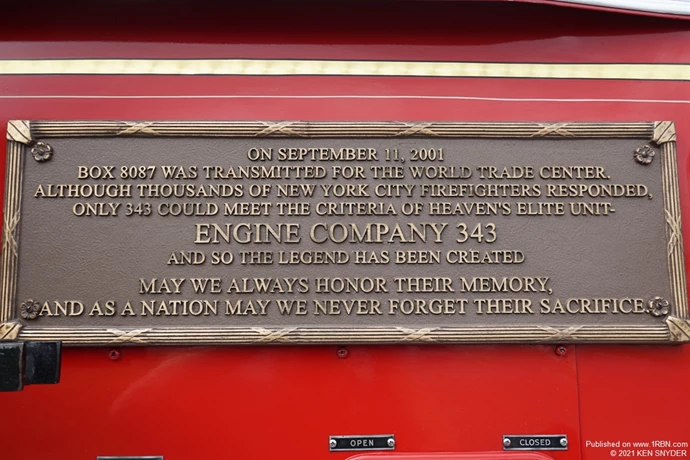 ON SEPTEMBER 11, 2001
BOX 8087 WAS TRANSMITTED FOR THE WORLD TRADE CENTER.
ALTHOUGH THOUSANDS OF NEW YORK CITY FIREFIGHTERS RESPONDED,
ONLY 343 COULD MEET THE CRITERIA OF HEAVEN'S ELITE UNIT-
ENGINE COMPANY 343
AND SO THE LEGEND HAS BEEN CREATED
MAY WE ALWAYS HONOR THEIR MEMORY,
AND AS A NATION MAY WE NEVER FORGET THEIR SACRIFICE.
OPEN
CLOSED
Published on www.1RBN.com
© 2021 KEN SNYDER